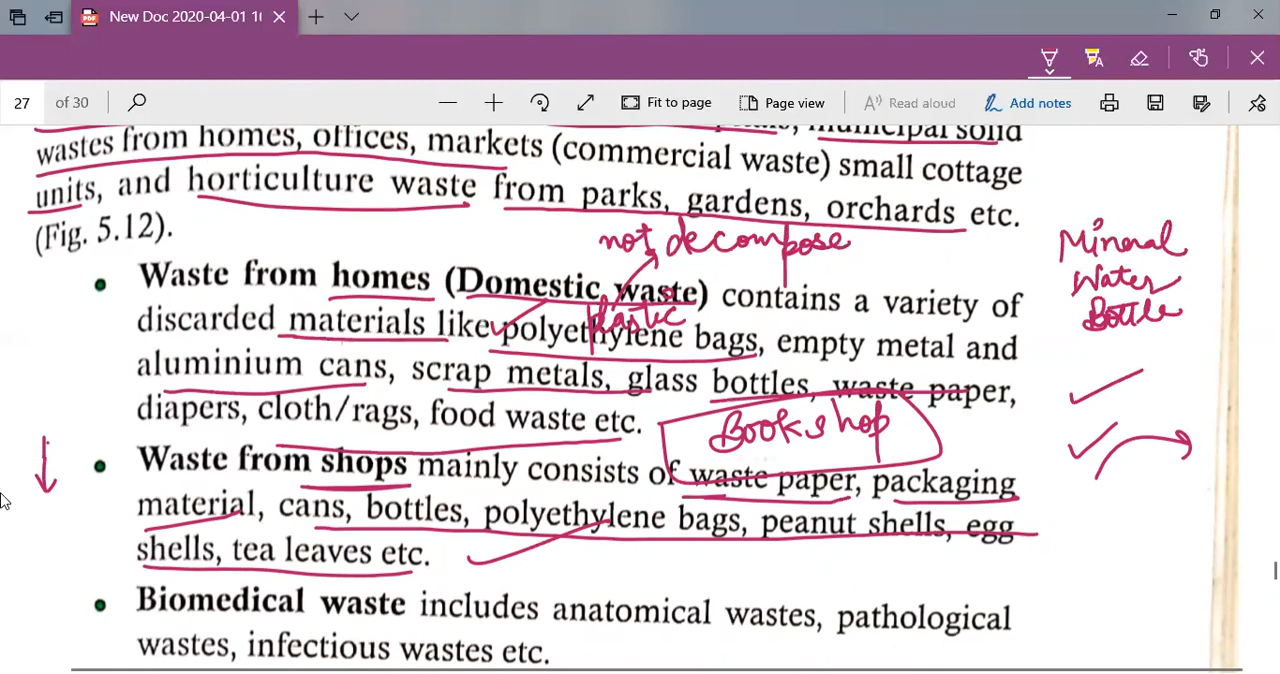 New Doc 2020-04-01 1
27 of 30
Fit to page
Page view
Read aloud
Add notes
municipal solid
wastes from homes, offices, markets (commercial waste) small cottage
units, and horticulture waste from parks, gardens, orchards etc.
(Fig. 5.12).
not decompose
Mineral
Water
Bottle
Waste from homes (Domestic waste) contains a variety of
Plastic
discarded materials like polyethylene bags, empty metal and
aluminium cans, scrap metals, glass bottles, waste paper,
diapers, cloth/rags, food waste etc.
Book shop
Waste from shops mainly consists of waste paper, packaging
material, cans, bottles, polyethylene bags, peanut shells, egg
shells, tea leaves etc.
Biomedical waste includes anatomical wastes, pathological
wastes, infectious wastes etc.